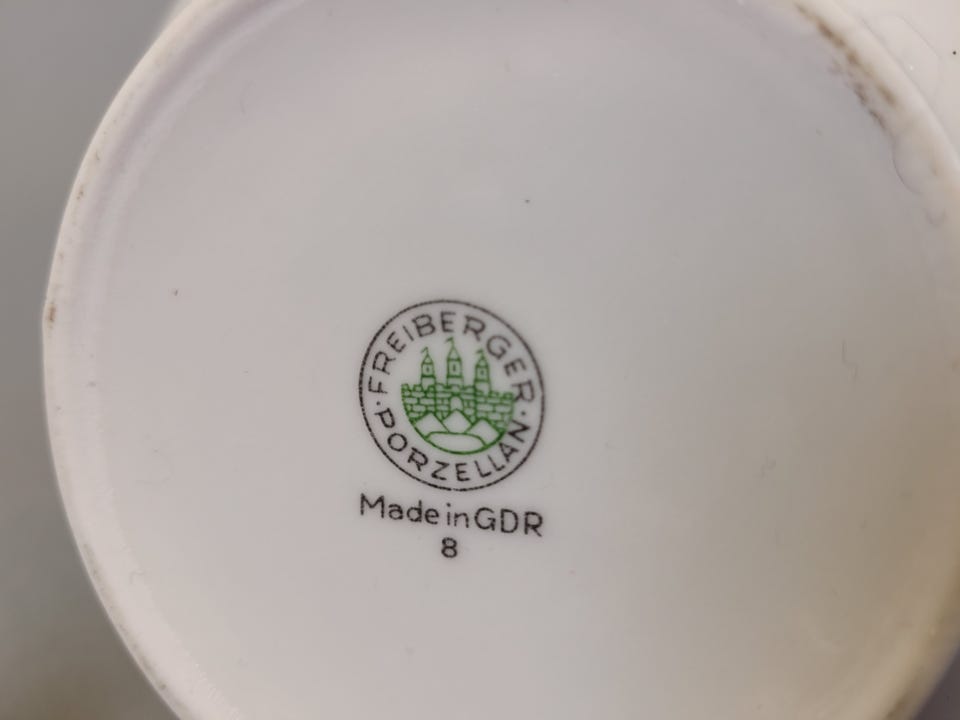 FREIBERGER
PORZELLAN
Made in GDR
8